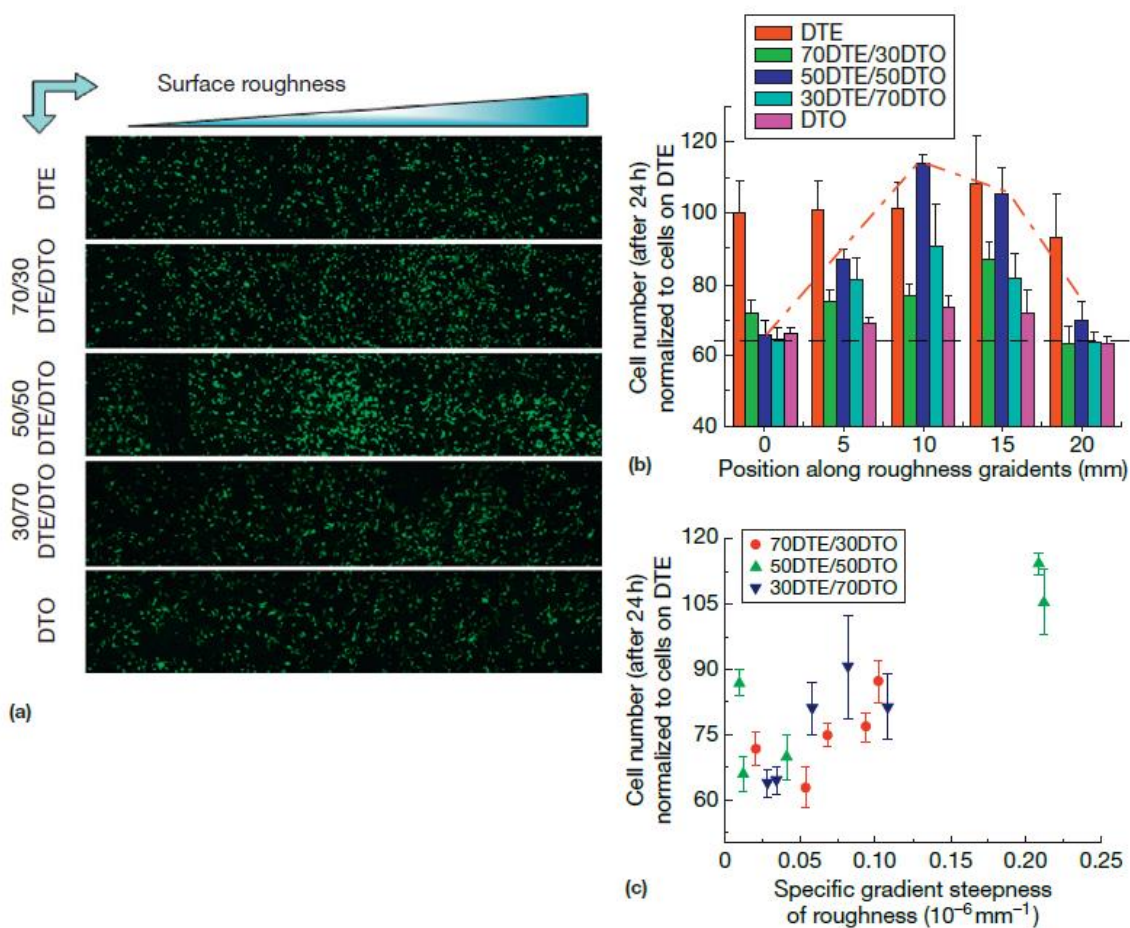 Surface roughness
DTE
70/30
DTE/DTO
50/50
DTE/DTO
30/70
DTE/DTO
DTO
(a)
DTE
70DTE/30DTO
50DTE/50DTO
30DTE/70DTO
DTO
Cell number (after 24 h)
normalized to cells on DTE
120
100
80
60
40
0 5 10 15 20
Position along roughness graidents (mm)
(b)
70DTE/30DTO
50DTE/50DTO
30DTE/70DTO
Cell number (after 24 h)
normalized to cells on DTE
120
105
90
75
60
0 0.05 0.10 0.15 0.20 0.25
Specific gradient steepness
of roughness (10⁻⁶ mm⁻¹)
(c)